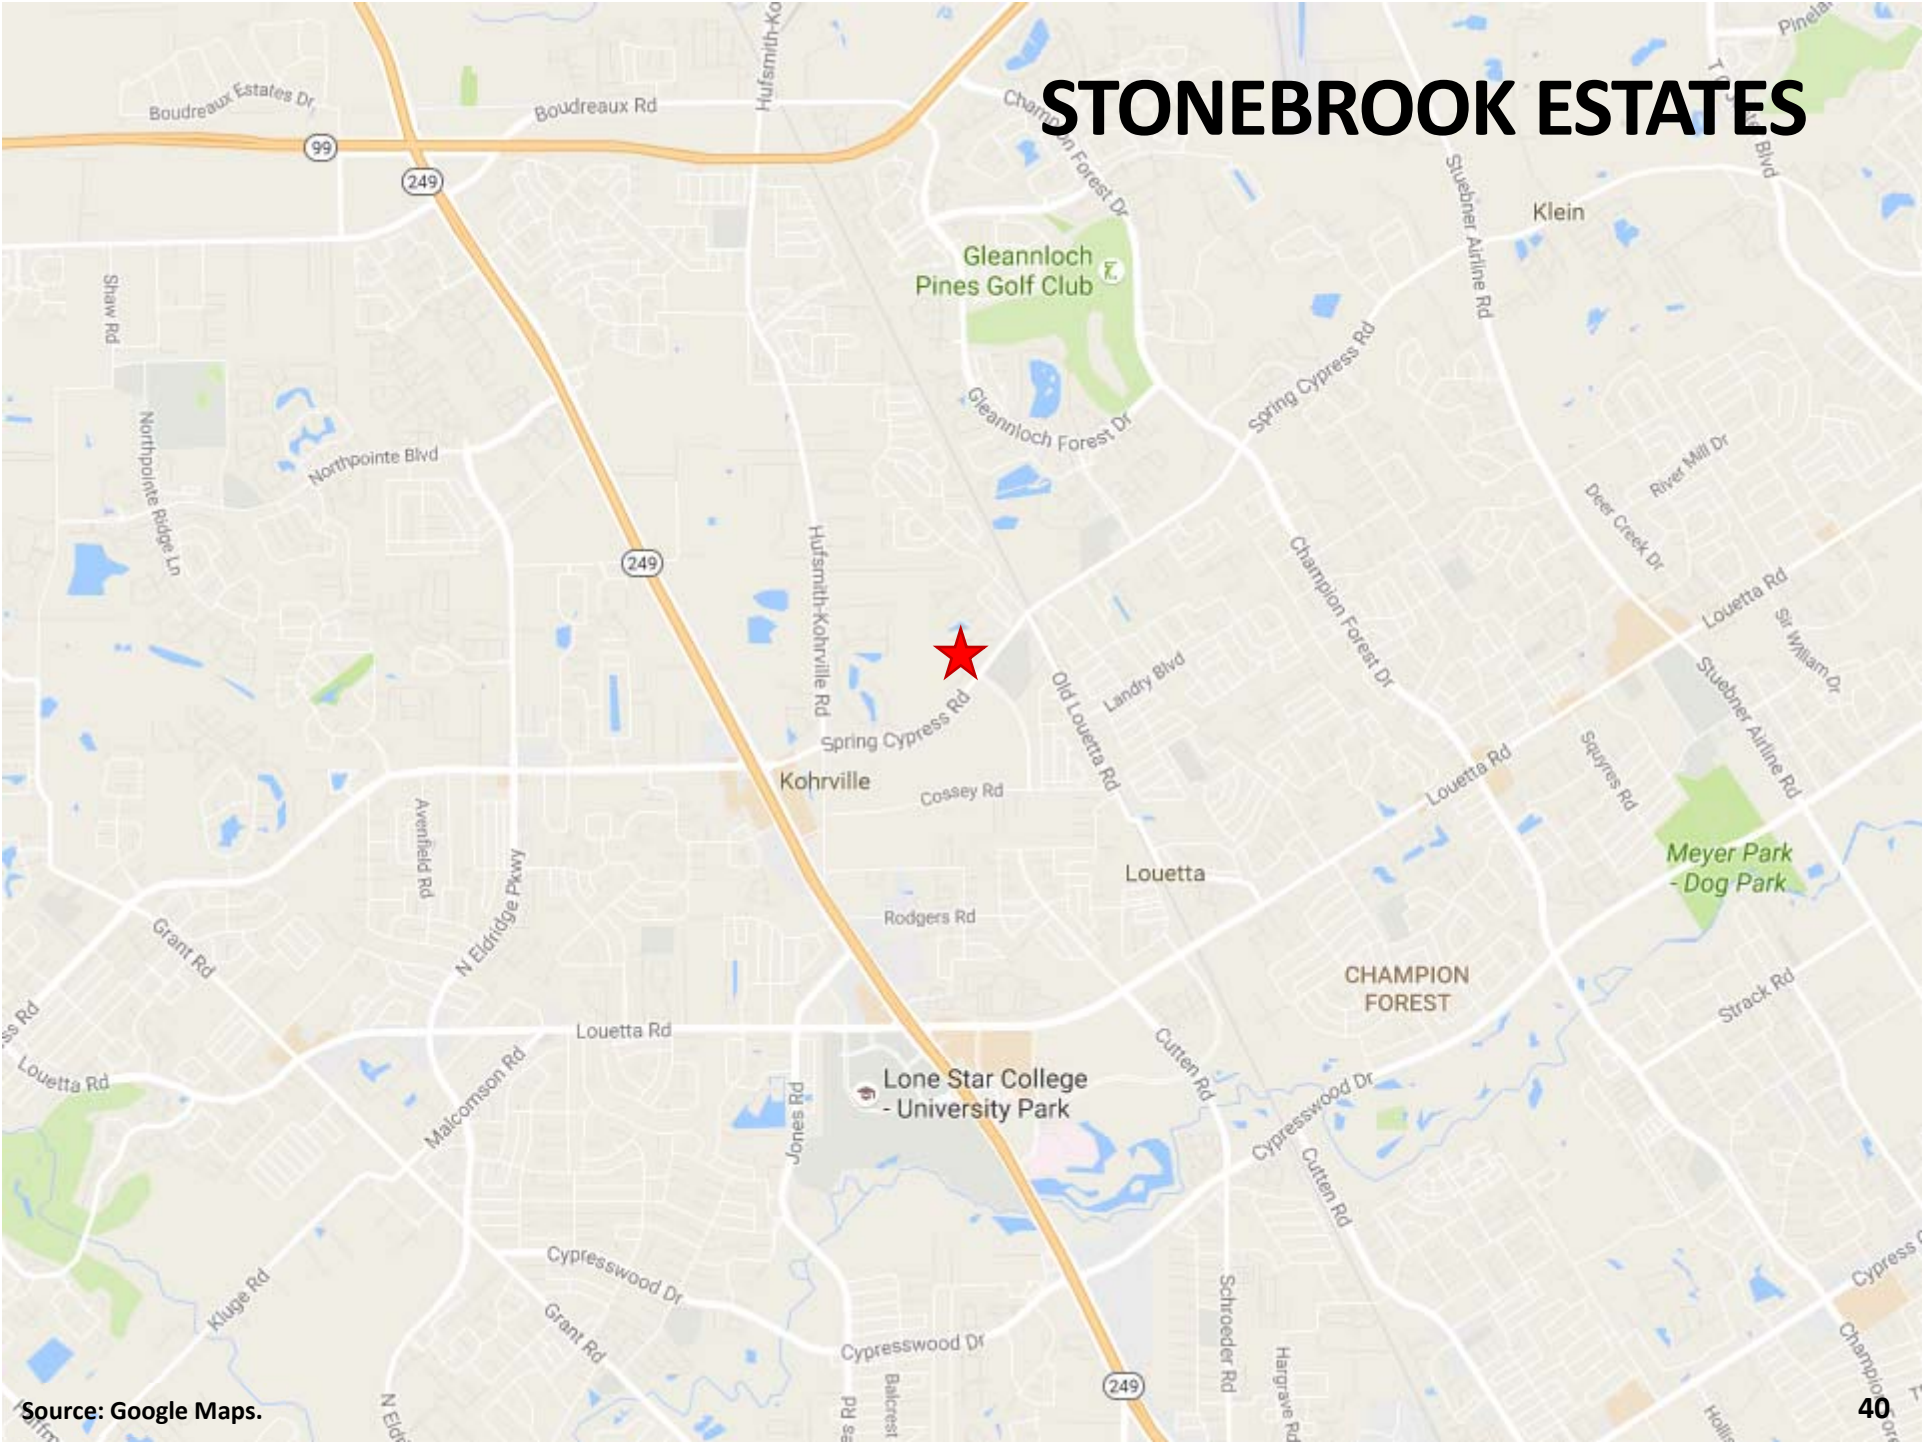 STONEBROOK ESTATES
Boudreaux Estates Dr
Boudreaux Rd
Champion Forest Dr
99
249
Klein
Stuebner Airline Rd
Gleannloch
Pines Golf Club
Shaw Rd
Spring Cypress Rd
Gleannloch Forest Dr
Northpointe Blvd
Northpointe Ridge Ln
River Mill Dr
Deer Creek Dr
249
Hufsmith-Kohrville Rd
Champion Forest Dr
Louetta Rd
Sir William Dr
Old Louetta Rd
Landry Blvd
Stuebner Airline Rd
Spring Cypress Rd
Kohrville
Cossey Rd
Louetta Rd
Squyres Rd
Avenfield Rd
Louetta
Meyer Park
- Dog Park
N Eldridge Pkwy
Rodgers Rd
Grant Rd
CHAMPION
FOREST
Strack Rd
ss Rd
Louetta Rd
Louetta Rd
Malcomson Rd
Cutten Rd
Lone Star College
- University Park
Jones Rd
Cypresswood Dr
Cutten Rd
Cypresswood Dr
Kluge Rd
Grant Rd
Cypresswood Dr
Schroeder Rd
Hargrave Rd
Balcrest
249
Source: Google Maps.
40